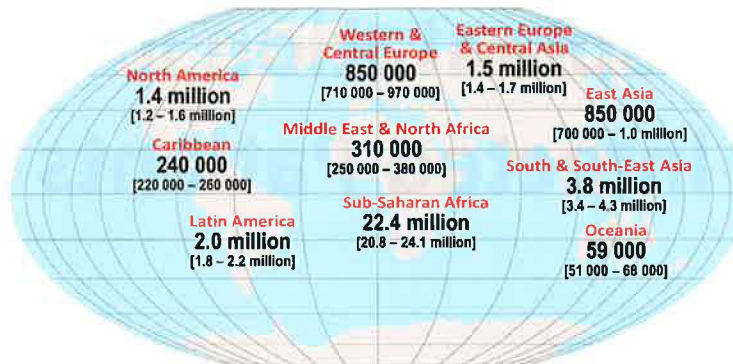 Western &
Central Europe
850 000
[710 000 – 970 000]
Eastern Europe
& Central Asia
1.5 million
[1.4 – 1.7 million]
North America
1.4 million
[1.2 – 1.6 million]
East Asia
850 000
[700 000 – 1.0 million]
Middle East & North Africa
310 000
[250 000 – 380 000]
Caribbean
240 000
[220 000 – 260 000]
South & South-East Asia
3.8 million
[3.4 – 4.3 million]
Sub-Saharan Africa
22.4 million
[20.8 – 24.1 million]
Latin America
2.0 million
[1.8 – 2.2 million]
Oceania
59 000
[51 000 – 68 000]